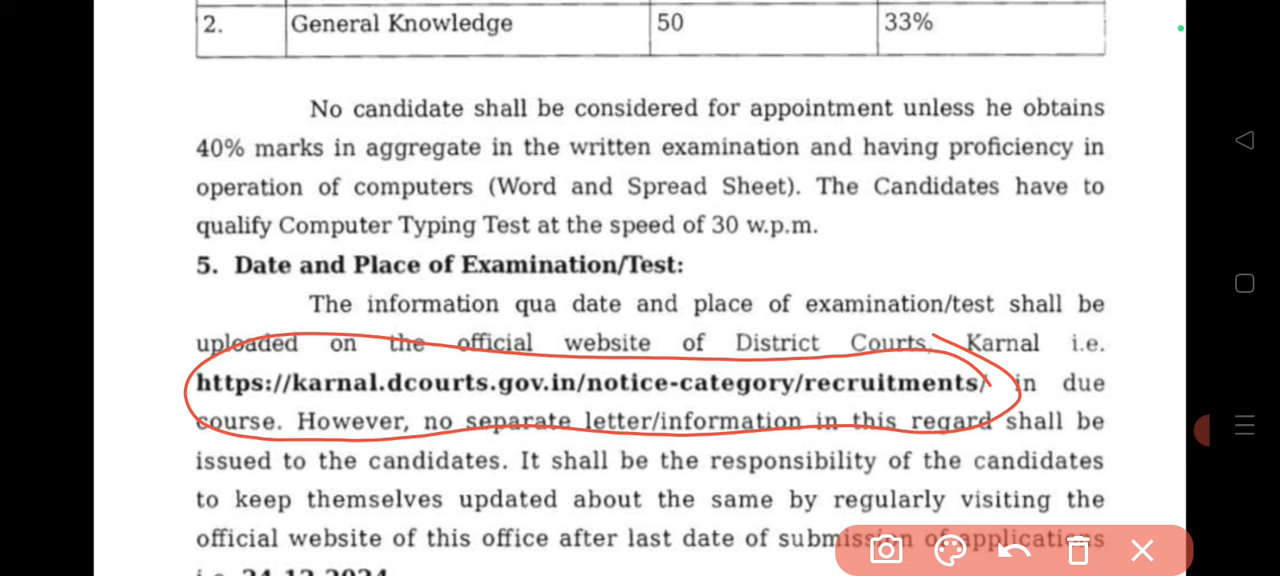 2. General Knowledge 50 33%
No candidate shall be considered for appointment unless he obtains
40% marks in aggregate in the written examination and having proficiency in
operation of computers (Word and Spread Sheet). The Candidates have to
qualify Computer Typing Test at the speed of 30 w.p.m.
5. Date and Place of Examination/Test:
The information qua date and place of examination/test shall be
uploaded on the official website of District Courts, Karnal i.e.
https://karnal.dcourts.gov.in/notice-category/recruitments/ in due
course. However, no separate letter/information in this regard shall be
issued to the candidates. It shall be the responsibility of the candidates
to keep themselves updated about the same by regularly visiting the
official website of this office after last date of submission of applications
i.e. 24.12.2024